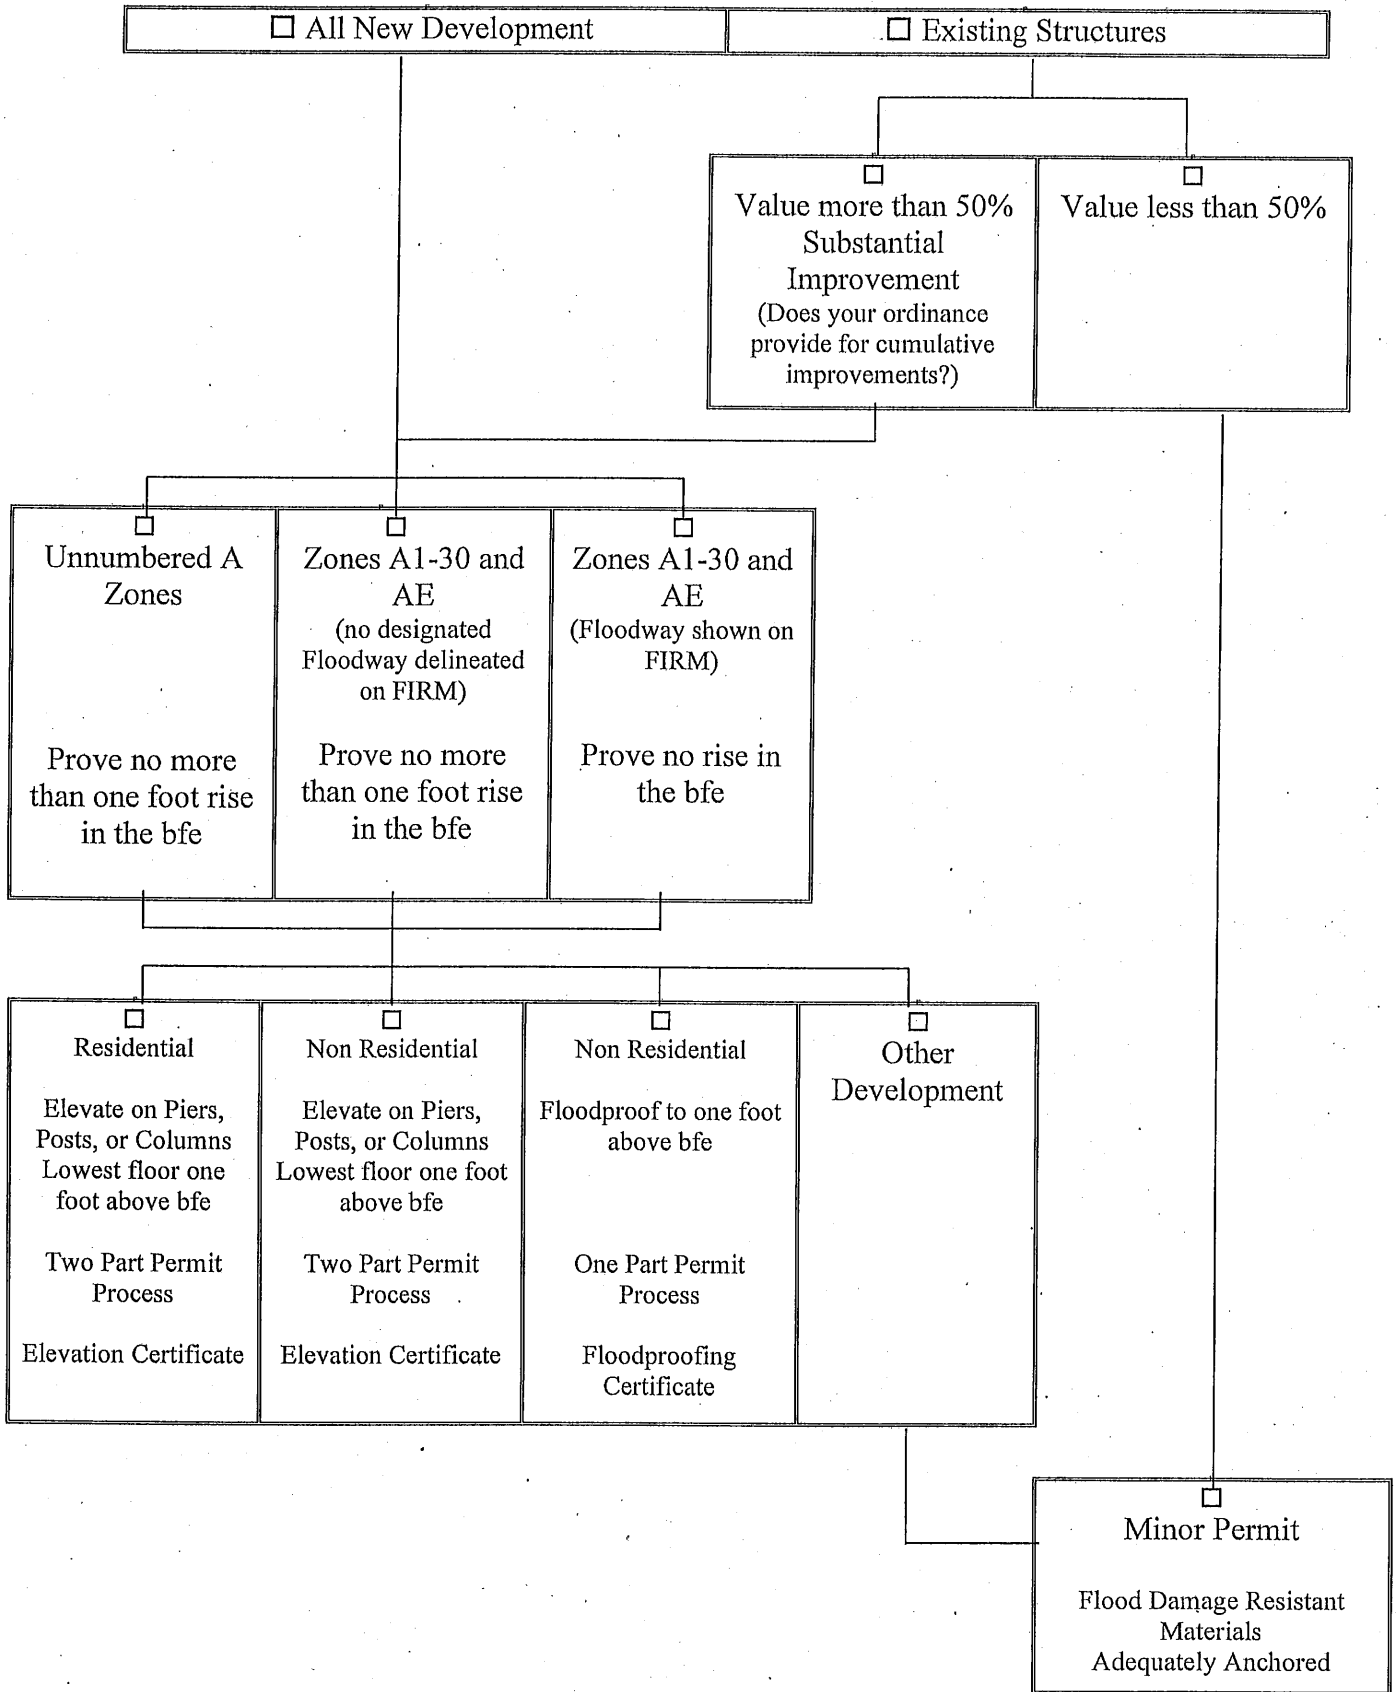 ☐ All New Development
☐ Existing Structures
☐
Value more than 50%
Substantial
Improvement
(Does your ordinance
provide for cumulative
improvements?)
☐
Value less than 50%
☐
Unnumbered A
Zones
Prove no more
than one foot rise
in the bfe
☐
Zones A1-30 and
AE
(no designated
Floodway delineated
on FIRM)
Prove no more
than one foot rise
in the bfe
☐
Zones A1-30 and
AE
(Floodway shown on
FIRM)
Prove no rise in
the bfe
☐
Residential
Elevate on Piers,
Posts, or Columns
Lowest floor one
foot above bfe
Two Part Permit
Process
Elevation Certificate
☐
Non Residential
Elevate on Piers,
Posts, or Columns
Lowest floor one foot
above bfe
Two Part Permit
Process
Elevation Certificate
☐
Non Residential
Floodproof to one foot
above bfe
One Part Permit
Process
Floodproofing
Certificate
☐
Other
Development
☐
Minor Permit
Flood Damage Resistant
Materials
Adequately Anchored